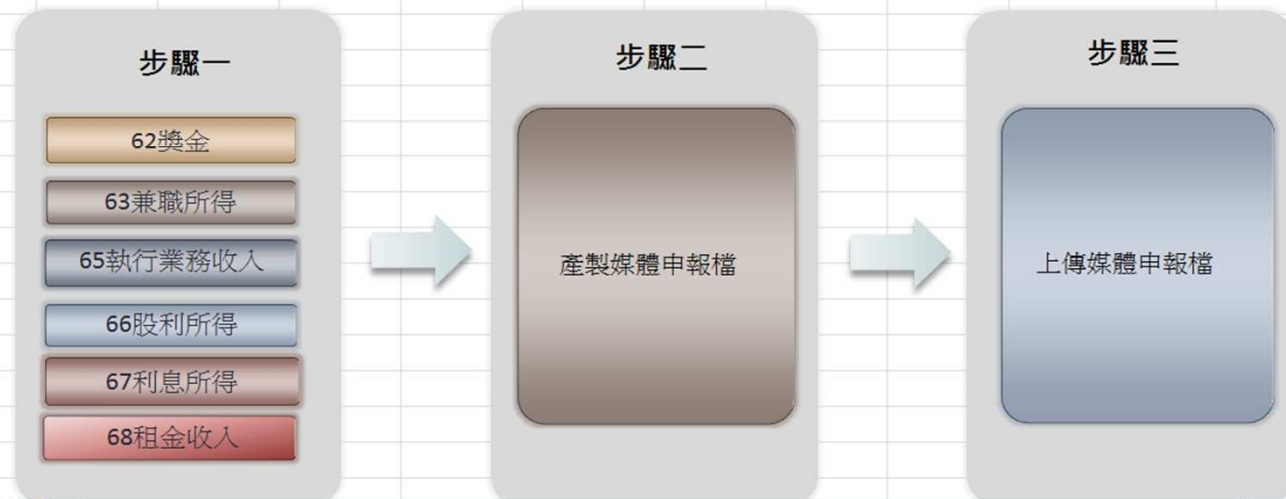 步驟一
62獎金
63兼職所得
65執行業務收入
66股利所得
67利息所得
68租金收入
步驟二
產製媒體申報檔
步驟三
上傳媒體申報檔